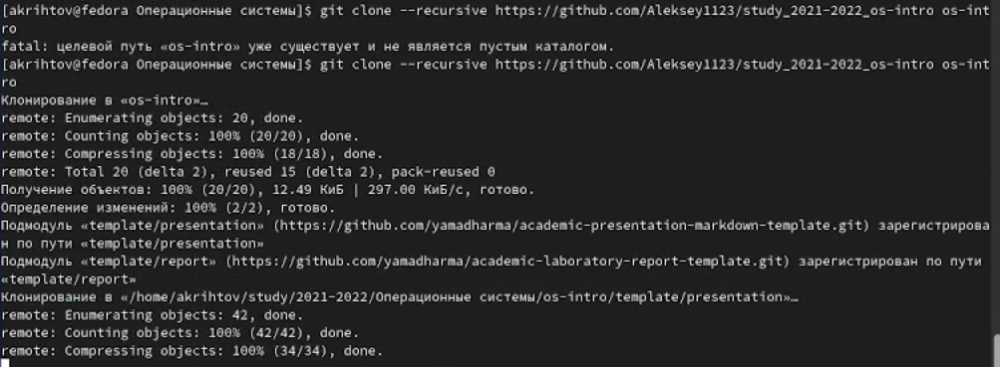 [akrihtov@fedora Операционные системы]$ git clone --recursive https://github.com/Aleksey1123/study_2021-2022_os-intro os-int
ro
fatal: целевой путь «os-intro» уже существует и не является пустым каталогом.
[akrihtov@fedora Операционные системы]$ git clone --recursive https://github.com/Aleksey1123/study_2021-2022_os-intro os-int
ro
Клонирование в «os-intro»…
remote: Enumerating objects: 20, done.
remote: Counting objects: 100% (20/20), done.
remote: Compressing objects: 100% (18/18), done.
remote: Total 20 (delta 2), reused 15 (delta 2), pack-reused 0
Получение объектов: 100% (20/20), 12.49 КиБ | 297.00 КиБ/с, готово.
Определение изменений: 100% (2/2), готово.
Подмодуль «template/presentation» (https://github.com/yamadharma/academic-presentation-markdown-template.git) зарегистрирова
н по пути «template/presentation»
Подмодуль «template/report» (https://github.com/yamadharma/academic-laboratory-report-template.git) зарегистрирован по пути
«template/report»
Клонирование в «/home/akrihtov/study/2021-2022/Операционные системы/os-intro/template/presentation»…
remote: Enumerating objects: 42, done.
remote: Counting objects: 100% (42/42), done.
remote: Compressing objects: 100% (34/34), done.